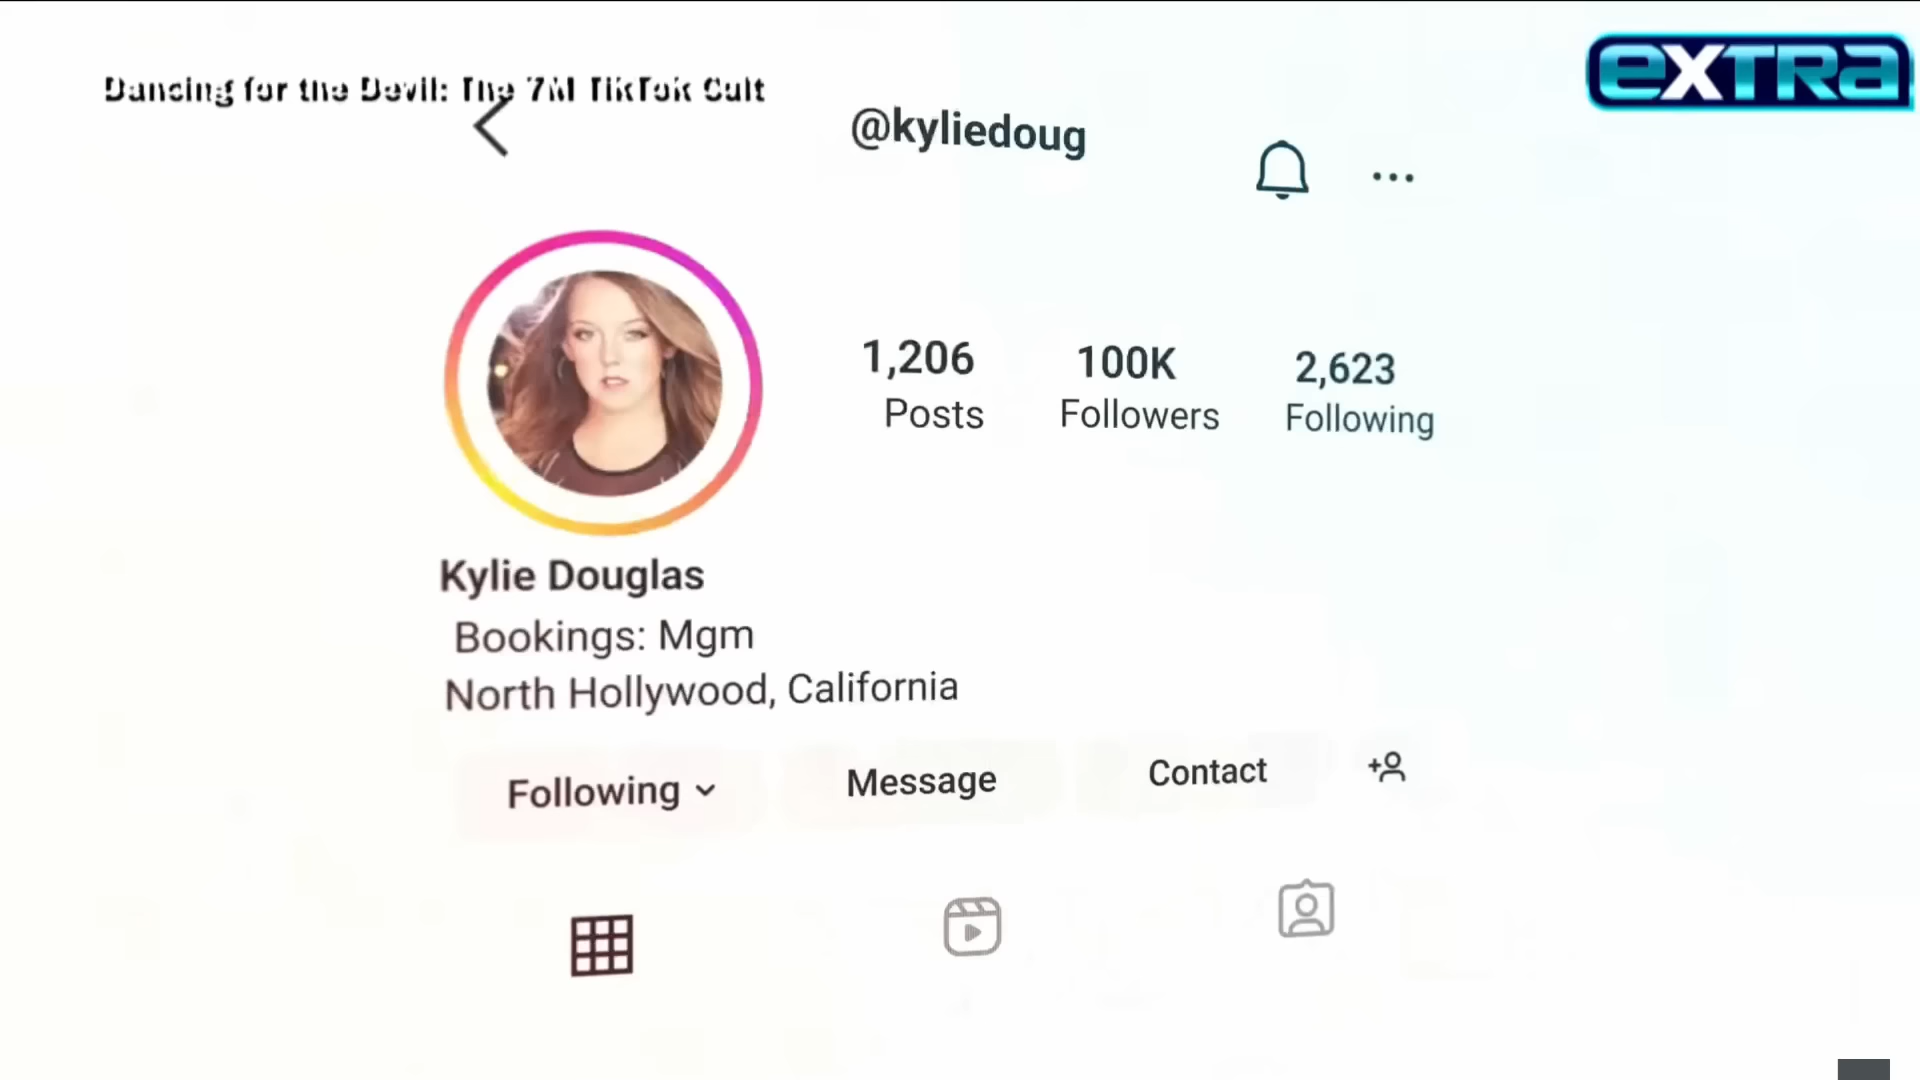 Dancing for the Devil: The 7M TikTok Cult
extra
@kyliedoug
1,206 Posts
100K Followers
2,623 Following
Kylie Douglas
Bookings: Mgm
North Hollywood, California
Following
Message
Contact